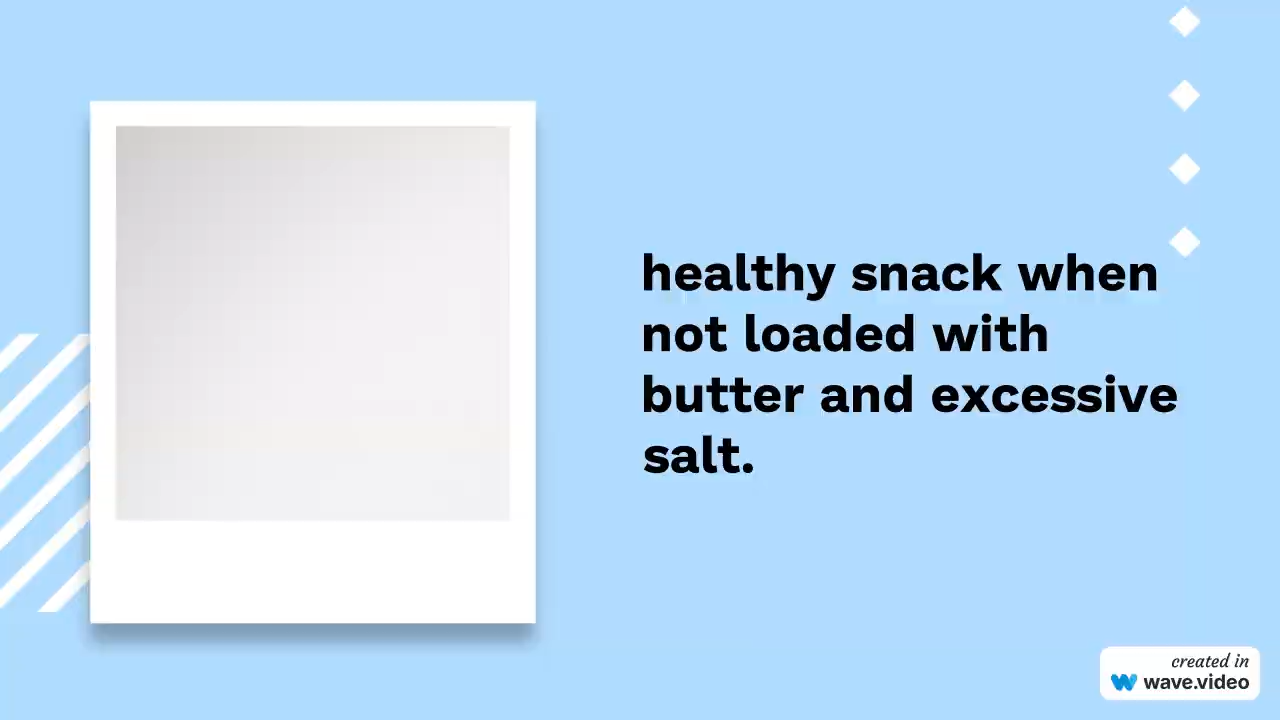 healthy snack when
not loaded with
butter and excessive
salt.
created in
wave.video